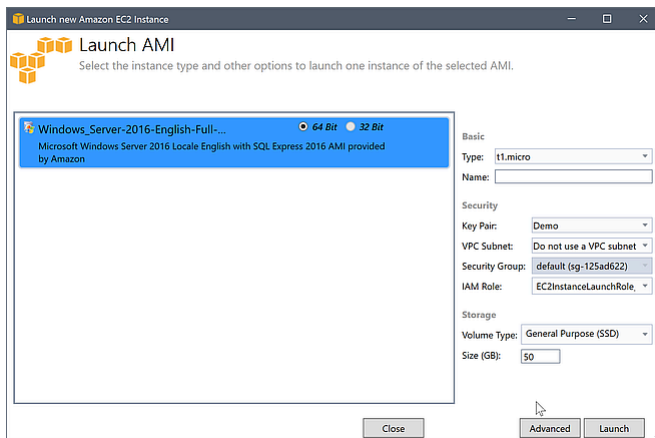 Launch new Amazon EC2 Instance
Launch AMI
Select the instance type and other options to launch one instance of the selected AMI.
Windows_Server-2016-English-Full-...
64 Bit
32 Bit
Microsoft Windows Server 2016 Locale English with SQL Express 2016 AMI provided
by Amazon
Basic
Type: t1.micro
Name:
Security
Key Pair: Demo
VPC Subnet: Do not use a VPC subnet
Security Group: default (sg-125ad622)
IAM Role: EC2InstanceLaunchRole,
Storage
Volume Type: General Purpose (SSD)
Size (GB): 50
Close
Advanced
Launch